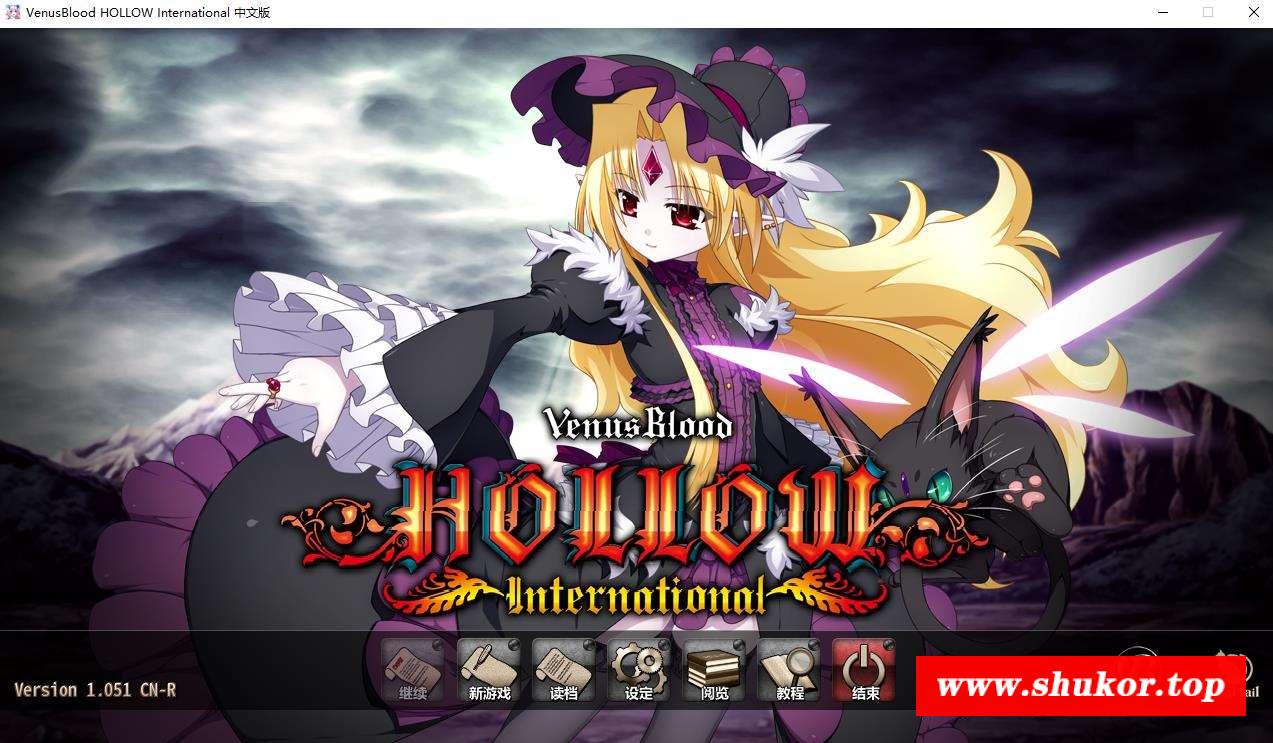 VenusBlood HOLLOW International 中文版
VenusBlood
HOLLOW
International
继续
新游戏
读档
设定
阅览
教程
结束
Version 1.051 CN-R
www.shukor.top